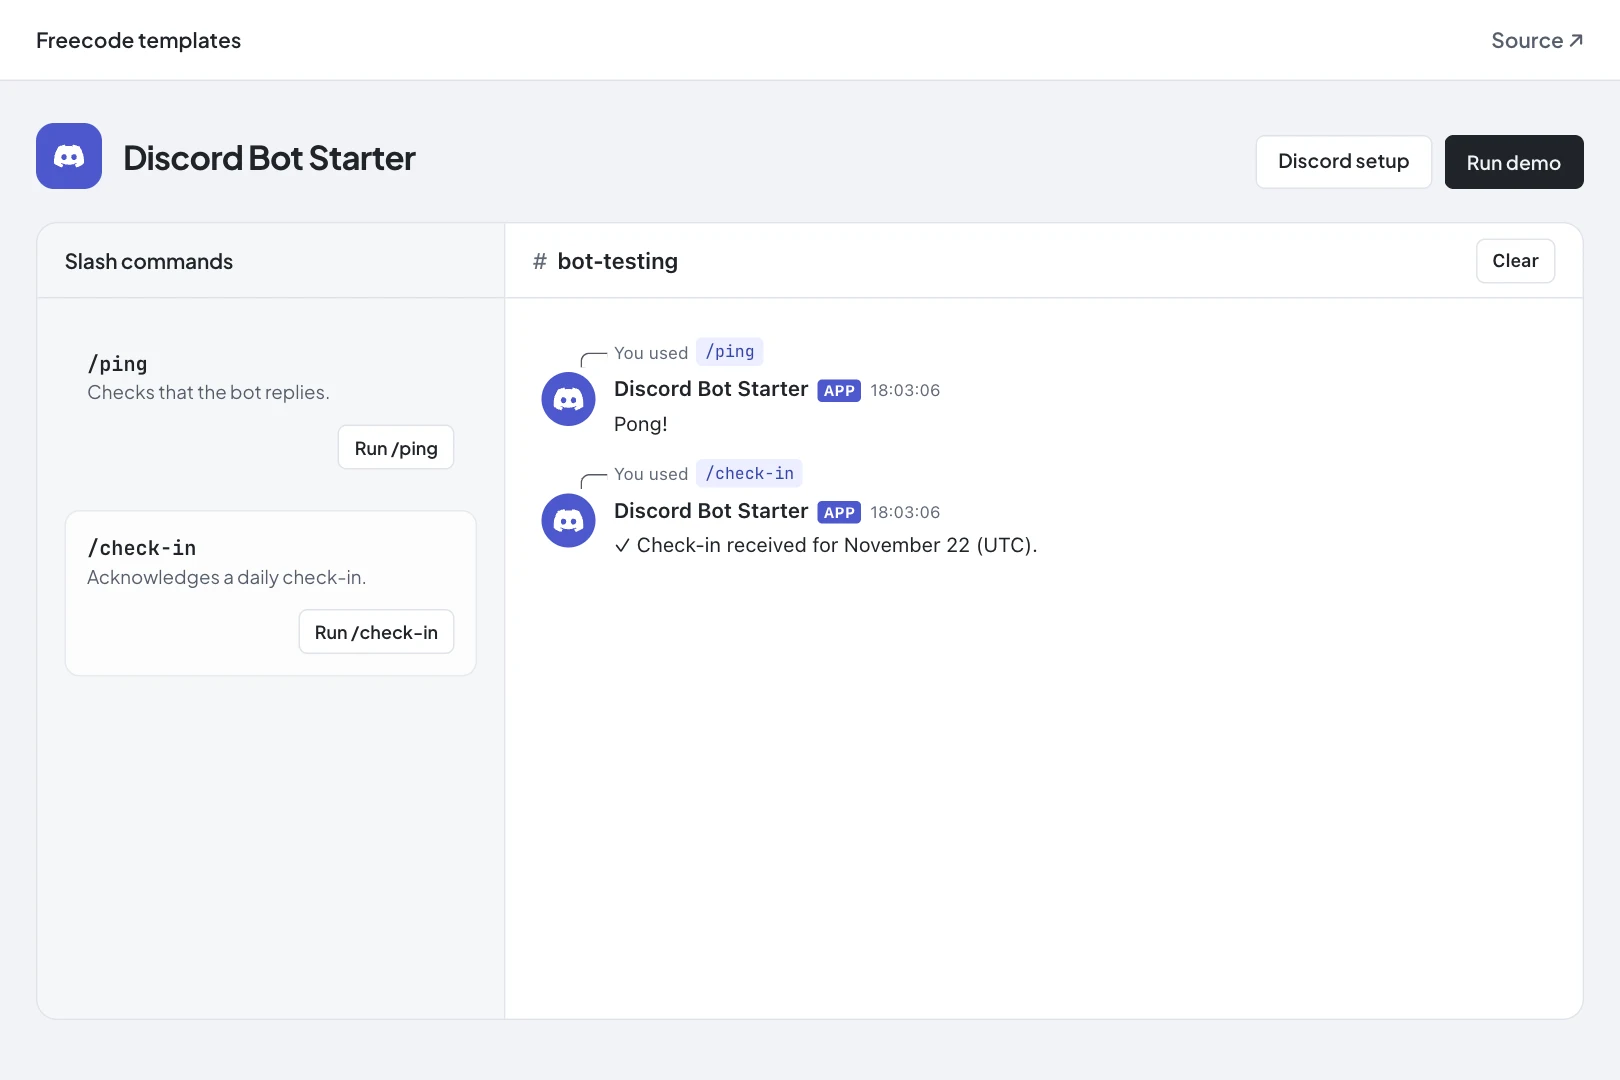 Freecode templates
Source ↗
Discord Bot Starter
Discord setup
Run demo
Slash commands
/ping
Checks that the bot replies.
Run /ping
/check-in
Acknowledges a daily check-in.
Run /check-in
# bot-testing
Clear
You used /ping
Discord Bot Starter APP 18:03:06
Pong!
You used /check-in
Discord Bot Starter APP 18:03:06
✓ Check-in received for November 22 (UTC).